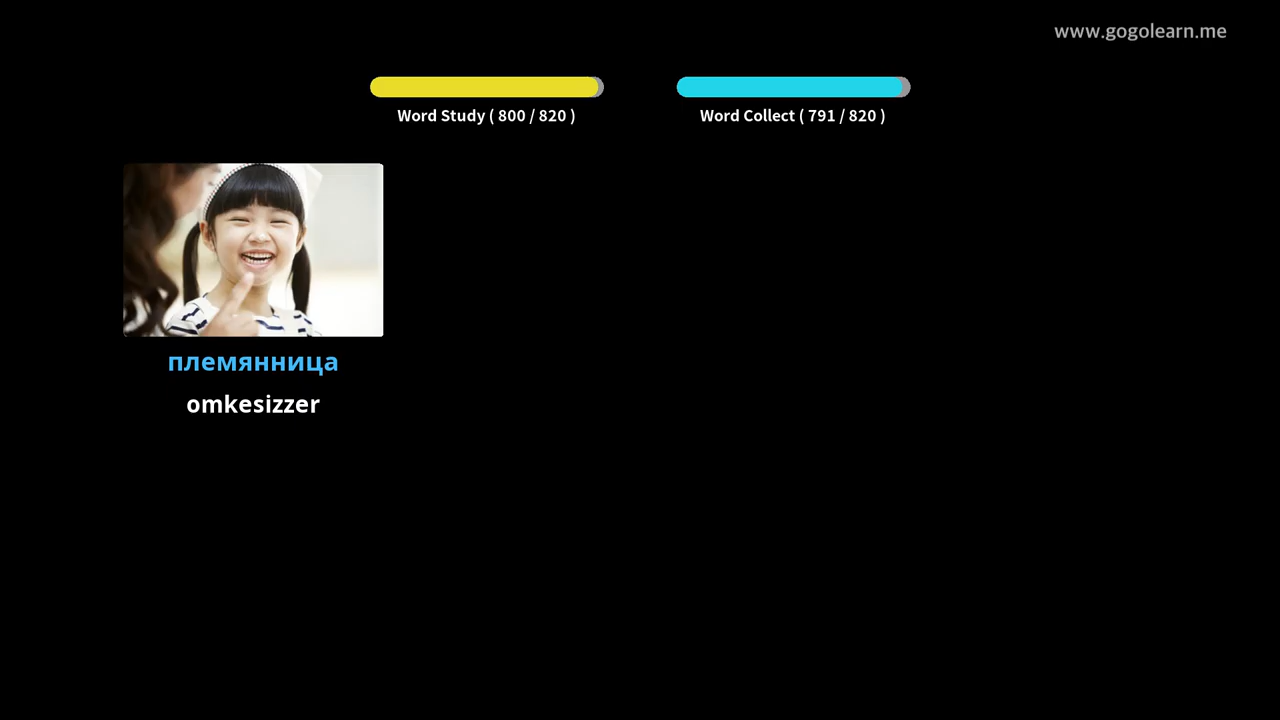 www.gogolearn.me
Word Study ( 800 / 820 )
Word Collect ( 791 / 820 )
племянница
omkesizzer